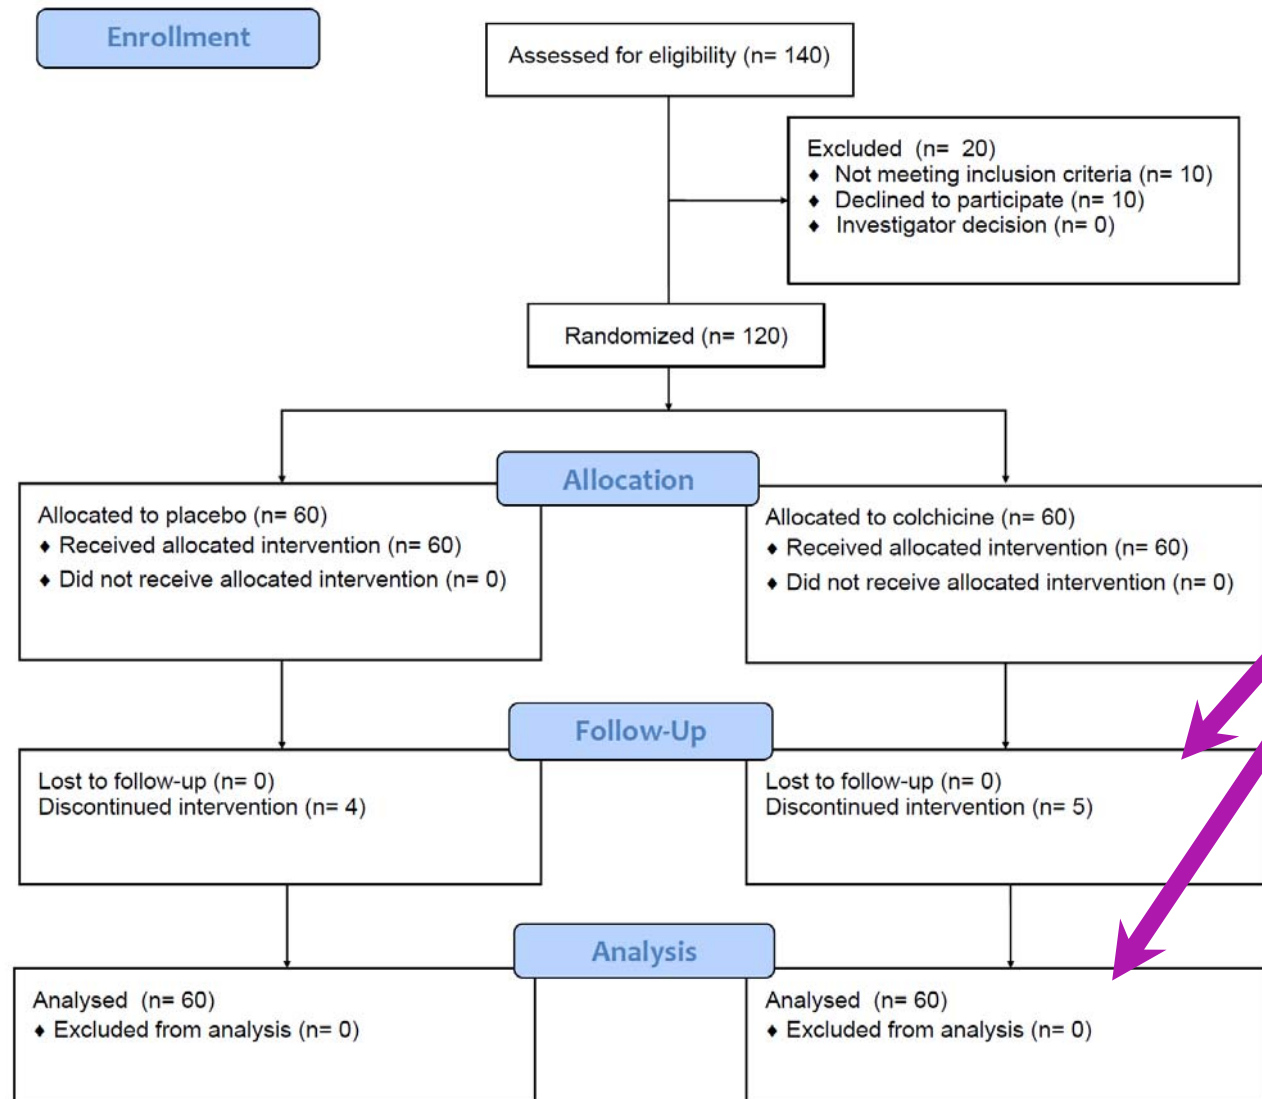 Enrollment
Assessed for eligibility (n= 140)
Excluded (n= 20)
♦ Not meeting inclusion criteria (n= 10)
♦ Declined to participate (n= 10)
♦ Investigator decision (n= 0)
Randomized (n= 120)
Allocation
Allocated to placebo (n= 60)
♦ Received allocated intervention (n= 60)
♦ Did not receive allocated intervention (n= 0)
Allocated to colchicine (n= 60)
♦ Received allocated intervention (n= 60)
♦ Did not receive allocated intervention (n= 0)
Follow-Up
Lost to follow-up (n= 0)
Discontinued intervention (n= 4)
Lost to follow-up (n= 0)
Discontinued intervention (n= 5)
Analysis
Analysed (n= 60)
♦ Excluded from analysis (n= 0)
Analysed (n= 60)
♦ Excluded from analysis (n= 0)